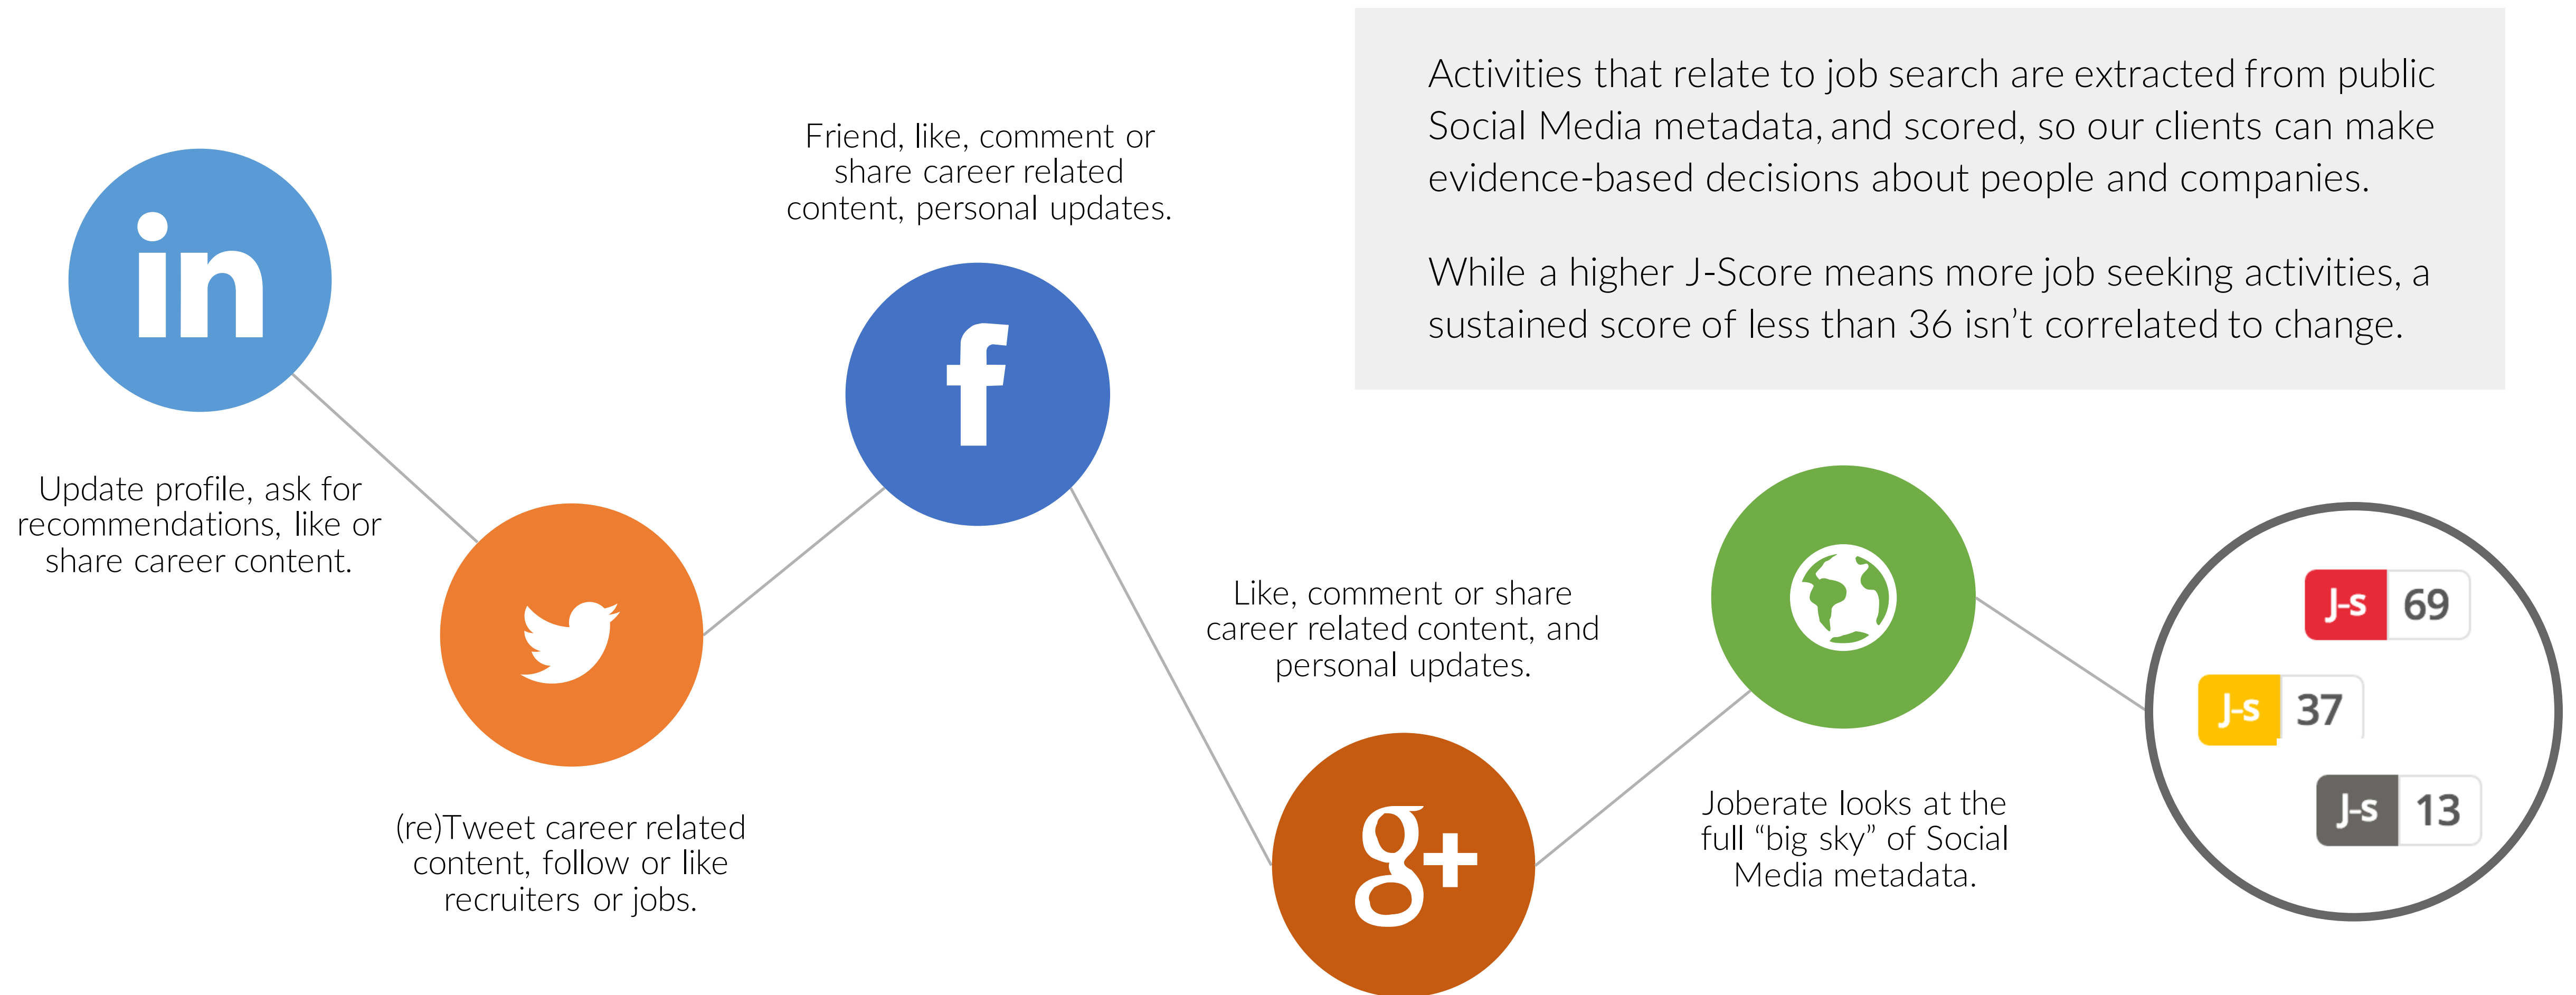 Activities that relate to job search are extracted from public
Social Media metadata, and scored, so our clients can make
evidence-based decisions about people and companies.
While a higher J-Score means more job seeking activities, a
sustained score of less than 36 isn’t correlated to change.
in
Update profile, ask for
recommendations, like or
share career content.
(re)Tweet career related
content, follow or like
recruiters or jobs.
Friend, like, comment or
share career related
content, personal updates.
f
Like, comment or share
career related content, and
personal updates.
g+
Joberate looks at the
full “big sky” of Social
Media metadata.
J-s 69
J-s 37
J-s 13